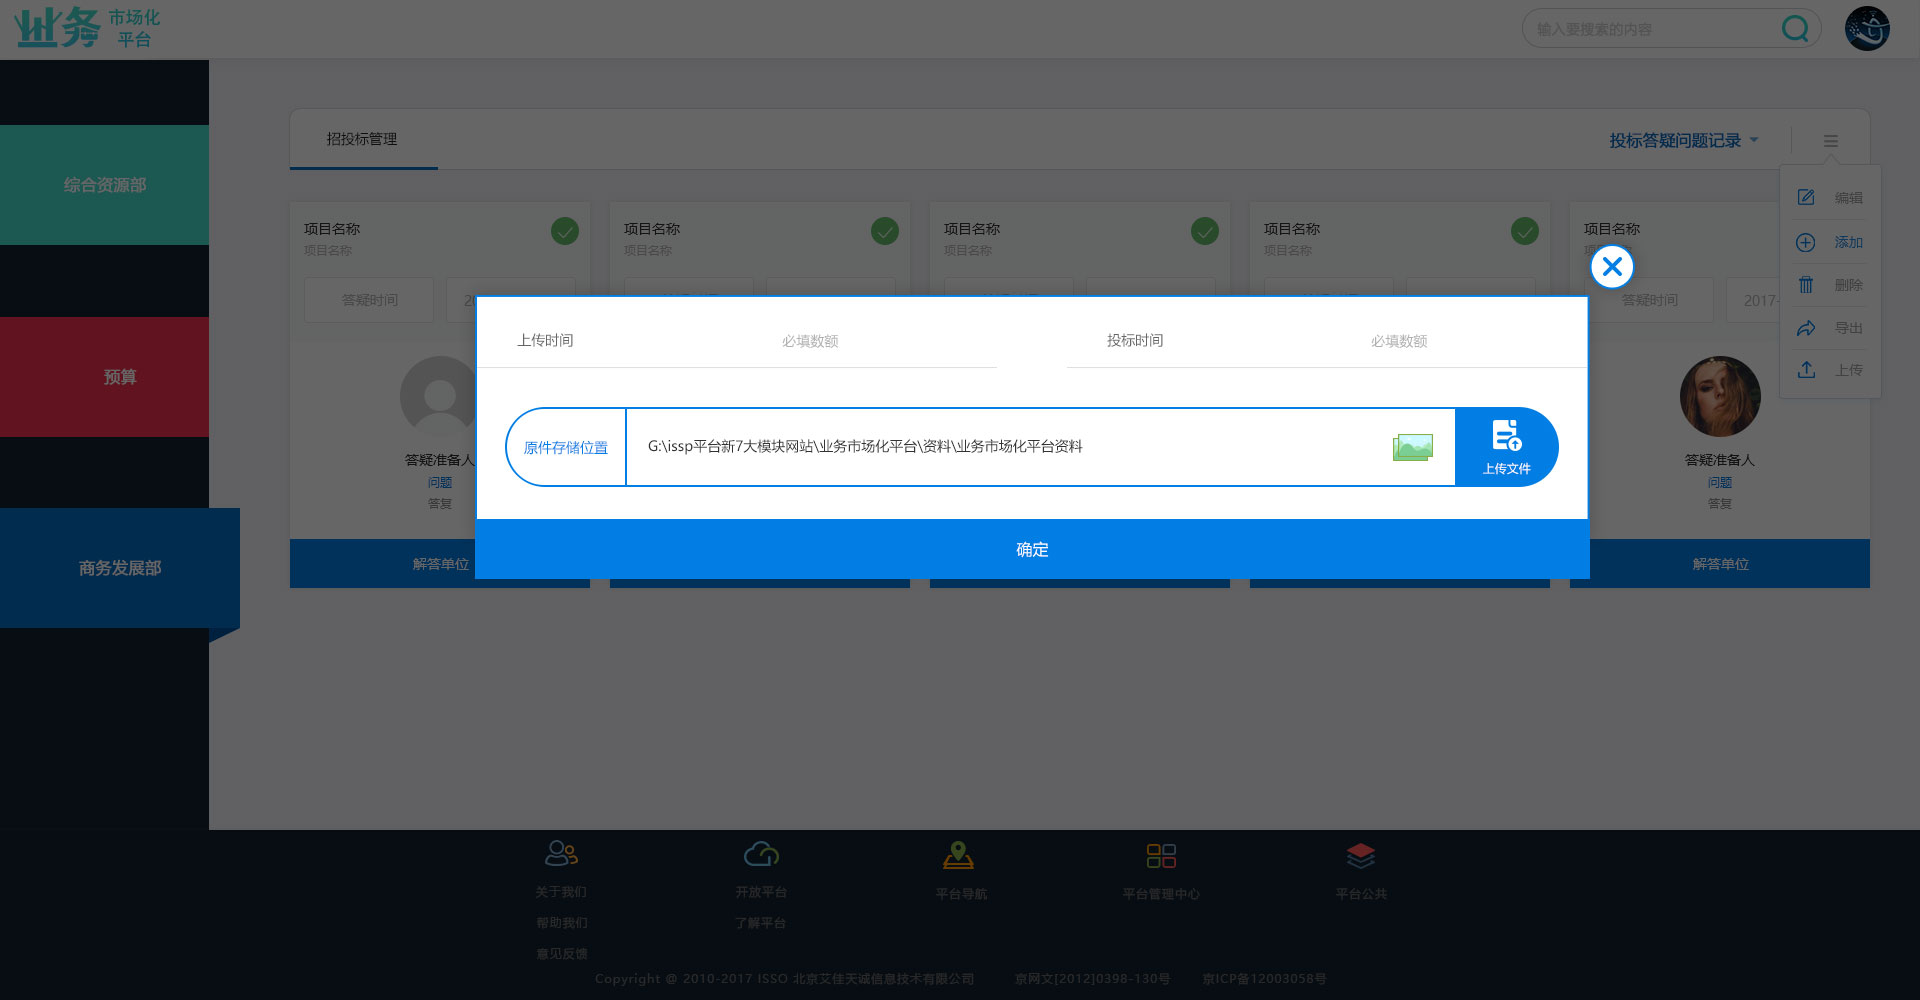 业务 市场化
平台
输入要搜索的内容
综合资源部
预算
商务发展部
招投标管理
投标答疑问题记录
编辑
添加
删除
导出
上传
项目名称
项目名称
答疑时间
项目名称
项目名称
项目名称
项目名称
项目名称
项目名称
项目名称
答疑时间
2017-
答疑准备人
问题
答复
解答单位
答疑准备人
问题
答复
解答单位
上传时间 必填数额 投标时间 必填数额
原件存储位置 G:\issp平台新7大模块网站\业务市场化平台\资料\业务市场化平台资料
上传文件
确定
关于我们
帮助我们
意见反馈
开放平台
了解平台
平台导航
平台管理中心
平台公共
Copyright @ 2010-2017 ISSO 北京艾佳天诚信息技术有限公司 京网文[2012]0398-130号 京ICP备12003058号